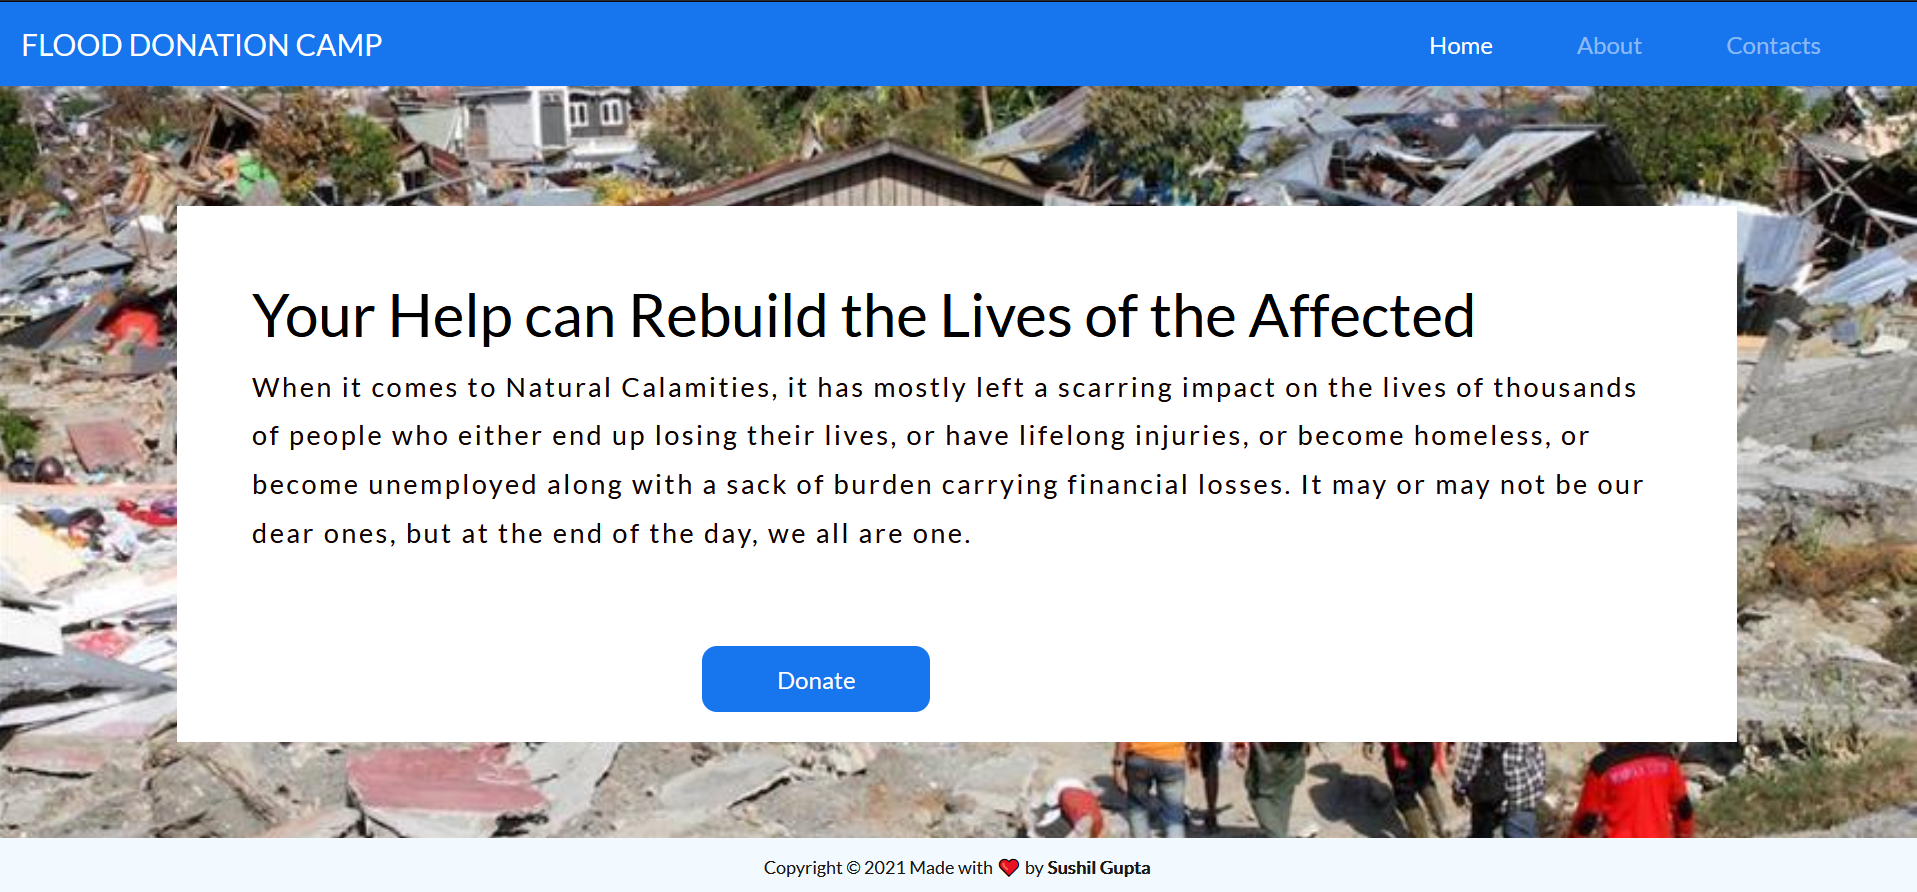 FLOOD DONATION CAMP
Home About Contacts
Your Help can Rebuild the Lives of the Affected
When it comes to Natural Calamities, it has mostly left a scarring impact on the lives of thousands
of people who either end up losing their lives, or have lifelong injuries, or become homeless, or
become unemployed along with a sack of burden carrying financial losses. It may or may not be our
dear ones, but at the end of the day, we all are one.
Donate
Copyright © 2021 Made with ❤️ by Sushil Gupta